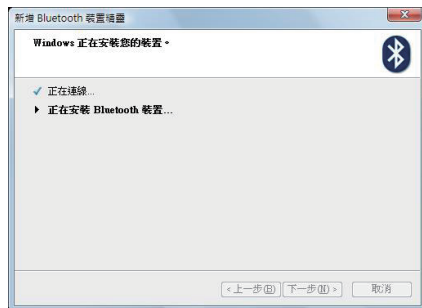 新增 Bluetooth 裝置精靈
Windows 正在安裝您的裝置。
正在連線...
正在安裝 Bluetooth 裝置...
<上一步(B)
下一步(N)>
取消